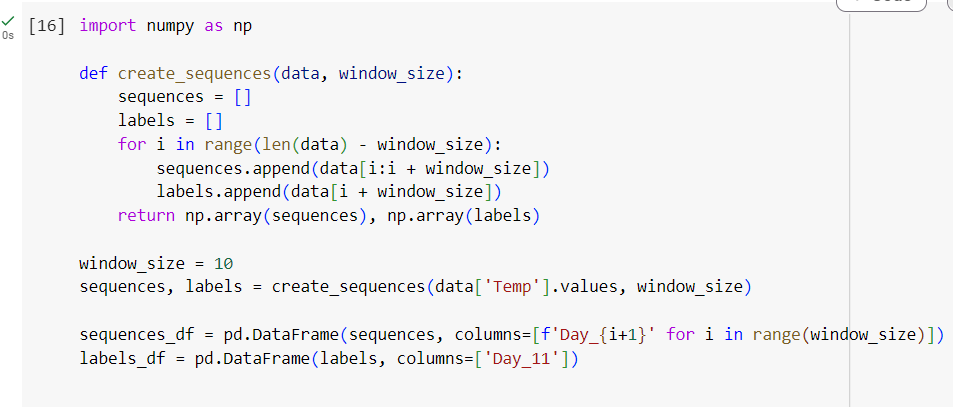 [16] import numpy as np
0s
def create_sequences(data, window_size):
    sequences = []
    labels = []
    for i in range(len(data) - window_size):
        sequences.append(data[i:i + window_size])
        labels.append(data[i + window_size])
    return np.array(sequences), np.array(labels)
window_size = 10
sequences, labels = create_sequences(data['Temp'].values, window_size)
sequences_df = pd.DataFrame(sequences, columns=[f'Day_{i+1}' for i in range(window_size)])
labels_df = pd.DataFrame(labels, columns=['Day_11'])